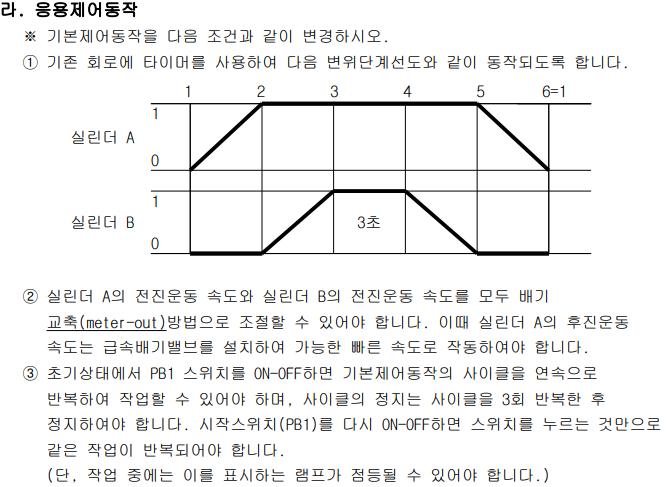 라. 응용제어동작
※ 기본제어동작을 다음 조건과 같이 변경하시오.
① 기존 회로에 타이머를 사용하여 다음 변위단계선도와 같이 동작되도록 합니다.
1 2 3 4 5 6=1
1
실린더 A
0
1
실린더 B 3초
0
② 실린더 A의 전진운동 속도와 실린더 B의 전진운동 속도를 모두 배기
교축(meter-out)방법으로 조절할 수 있어야 합니다. 이때 실린더 A의 후진운동
속도는 급속배기밸브를 설치하여 가능한 빠른 속도로 작동하여야 합니다.
③ 초기상태에서 PB1 스위치를 ON-OFF하면 기본제어동작의 사이클을 연속으로
반복하여 작업할 수 있어야 하며, 사이클의 정지는 사이클을 3회 반복한 후
정지하여야 합니다. 시작스위치(PB1)를 다시 ON-OFF하면 스위치를 누르는 것만으로
같은 작업이 반복되어야 합니다.
(단, 작업 중에는 이를 표시하는 램프가 점등될 수 있어야 합니다.)